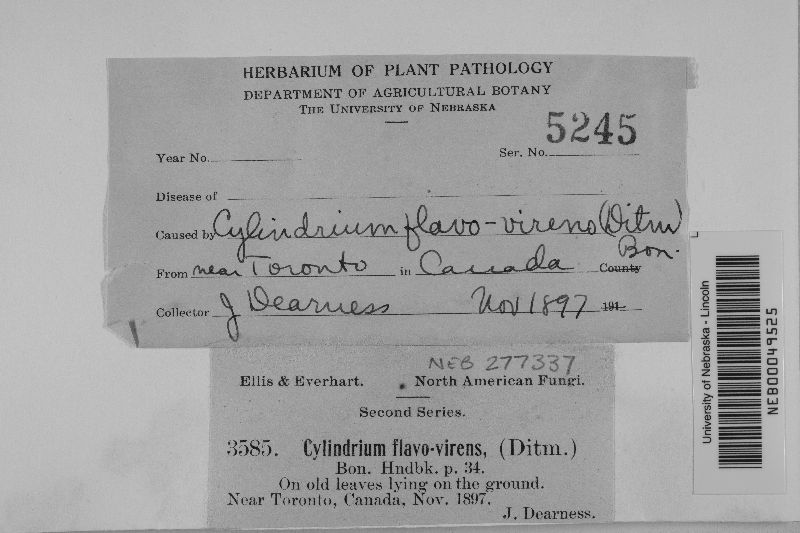 HERBARIUM OF PLANT PATHOLOGY
DEPARTMENT OF AGRICULTURAL BOTANY
THE UNIVERSITY OF NEBRASKA
5245
Year No. Ser. No.
Disease of
Caused by Cylindrium flavo-virens (Ditm)
Bon.
From near Toronto in Canada County
Collector J Dearness Nov 1897 191
NEB 277337
Ellis & Everhart. North American Fungi.
Second Series.
3585. Cylindrium flavo-virens, (Ditm.)
Bon. Hndbk. p. 34.
On old leaves lying on the ground.
Near Toronto, Canada, Nov. 1897.
J. Dearness.
University of Nebraska - Lincoln
NEB00049525